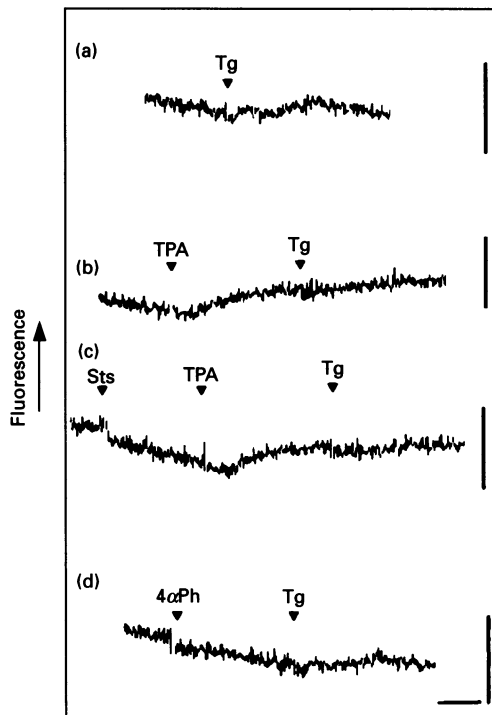 (a)
Tg
(b)
TPA
Tg
(c)
Sts
TPA
Tg
(d)
4αPh
Tg
Fluorescence